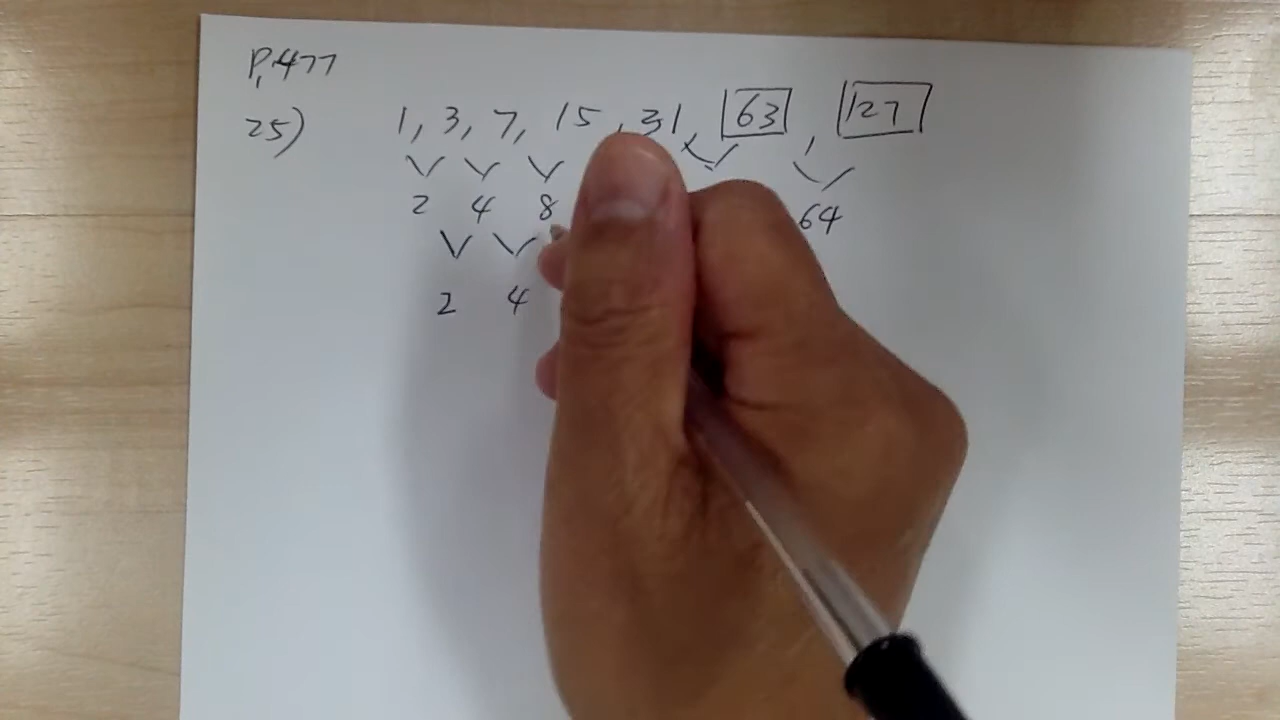 P.477
25) 1, 3, 7, 15, 31, 63, 127
2 4 8 64
2 4